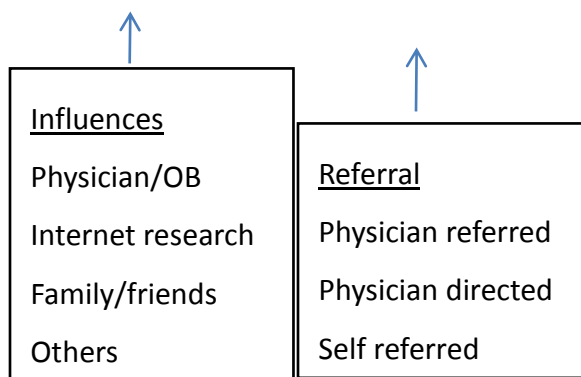 Influences
Physician/OB
Internet research
Family/friends
Others
Referral
Physician referred
Physician directed
Self referred